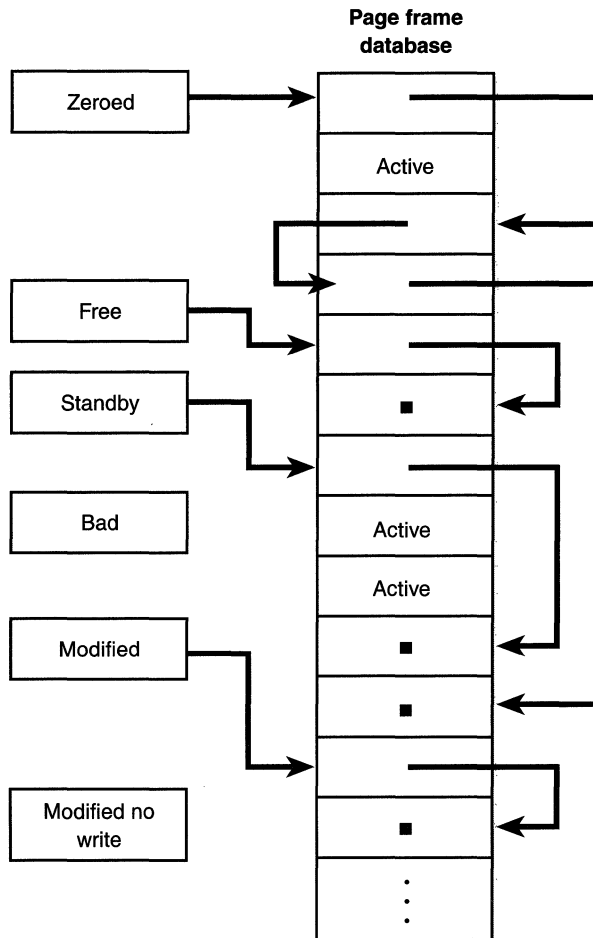 Page frame
database
Zeroed
Active
Free
Standby
Bad
Active
Active
Modified
Modified no
write